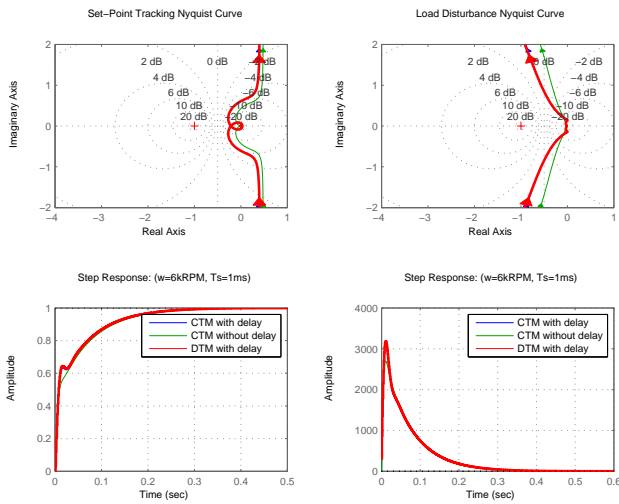 Set−Point Tracking Nyquist Curve
Load Disturbance Nyquist Curve
2
1
0
−1
−2
Imaginary Axis
2 dB
0 dB
−2 dB
4 dB
−4 dB
6 dB
−6 dB
10 dB
−10 dB
20 dB
−20 dB
−4
−3
−2
−1
0
1
Real Axis
2
1
0
−1
−2
Imaginary Axis
2 dB
0 dB
−2 dB
4 dB
−4 dB
6 dB
−6 dB
10 dB
−10 dB
20 dB
−20 dB
−4
−3
−2
−1
0
1
Real Axis
Step Response: (w=6kRPM, Ts=1ms)
Step Response: (w=6kRPM, Ts=1ms)
1
0.8
0.6
0.4
0.2
0
Amplitude
CTM with delay
CTM without delay
DTM with delay
0
0.1
0.2
0.3
0.4
0.5
Time (sec)
4000
3000
2000
1000
0
Amplitude
CTM with delay
CTM without delay
DTM with delay
0
0.1
0.2
0.3
0.4
0.5
0.6
Time (sec)